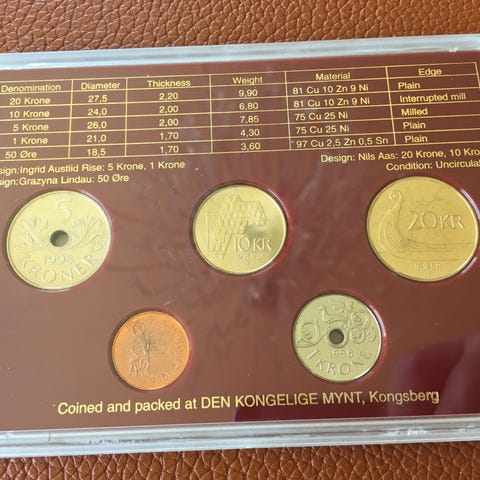 Denomination Diameter Thickness Weight Material Edge
20 Krone 27,5 2,20 9,90 81 Cu 10 Zn 9 Ni Plain
10 Krone 24,0 2,00 6,80 81 Cu 10 Zn 9 Ni Interrupted mill
5 Krone 26,0 2,00 7,85 75 Cu 25 Ni Milled
1 Krone 21,0 1,70 4,30 75 Cu 25 Ni Plain
50 Øre 18,5 1,70 3,60 97 Cu 2,5 Zn 0,5 Sn Plain
sign:Ingrid Austlid Rise: 5 Krone, 1 Krone
sign:Grazyna Lindau: 50 Øre
Design: Nils Aas: 20 Krone, 10 Kron
Condition: Uncirculat
5
1998
KRONER
10 KR
20 KR
1998
1 KRONE
Coined and packed at DEN KONGELIGE MYNT, Kongsberg